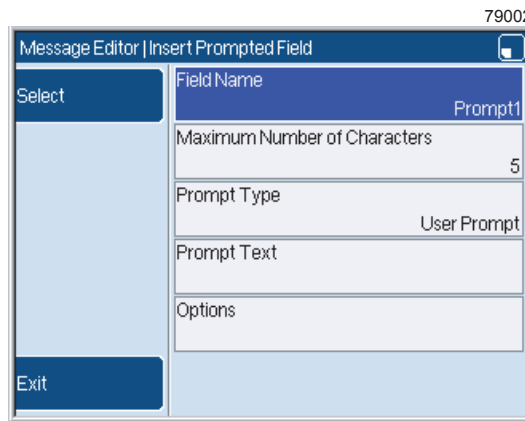 79002
Message Editor | Insert Prompted Field
Select
Field Name
Prompt1
Maximum Number of Characters
5
Prompt Type
User Prompt
Prompt Text
Options
Exit